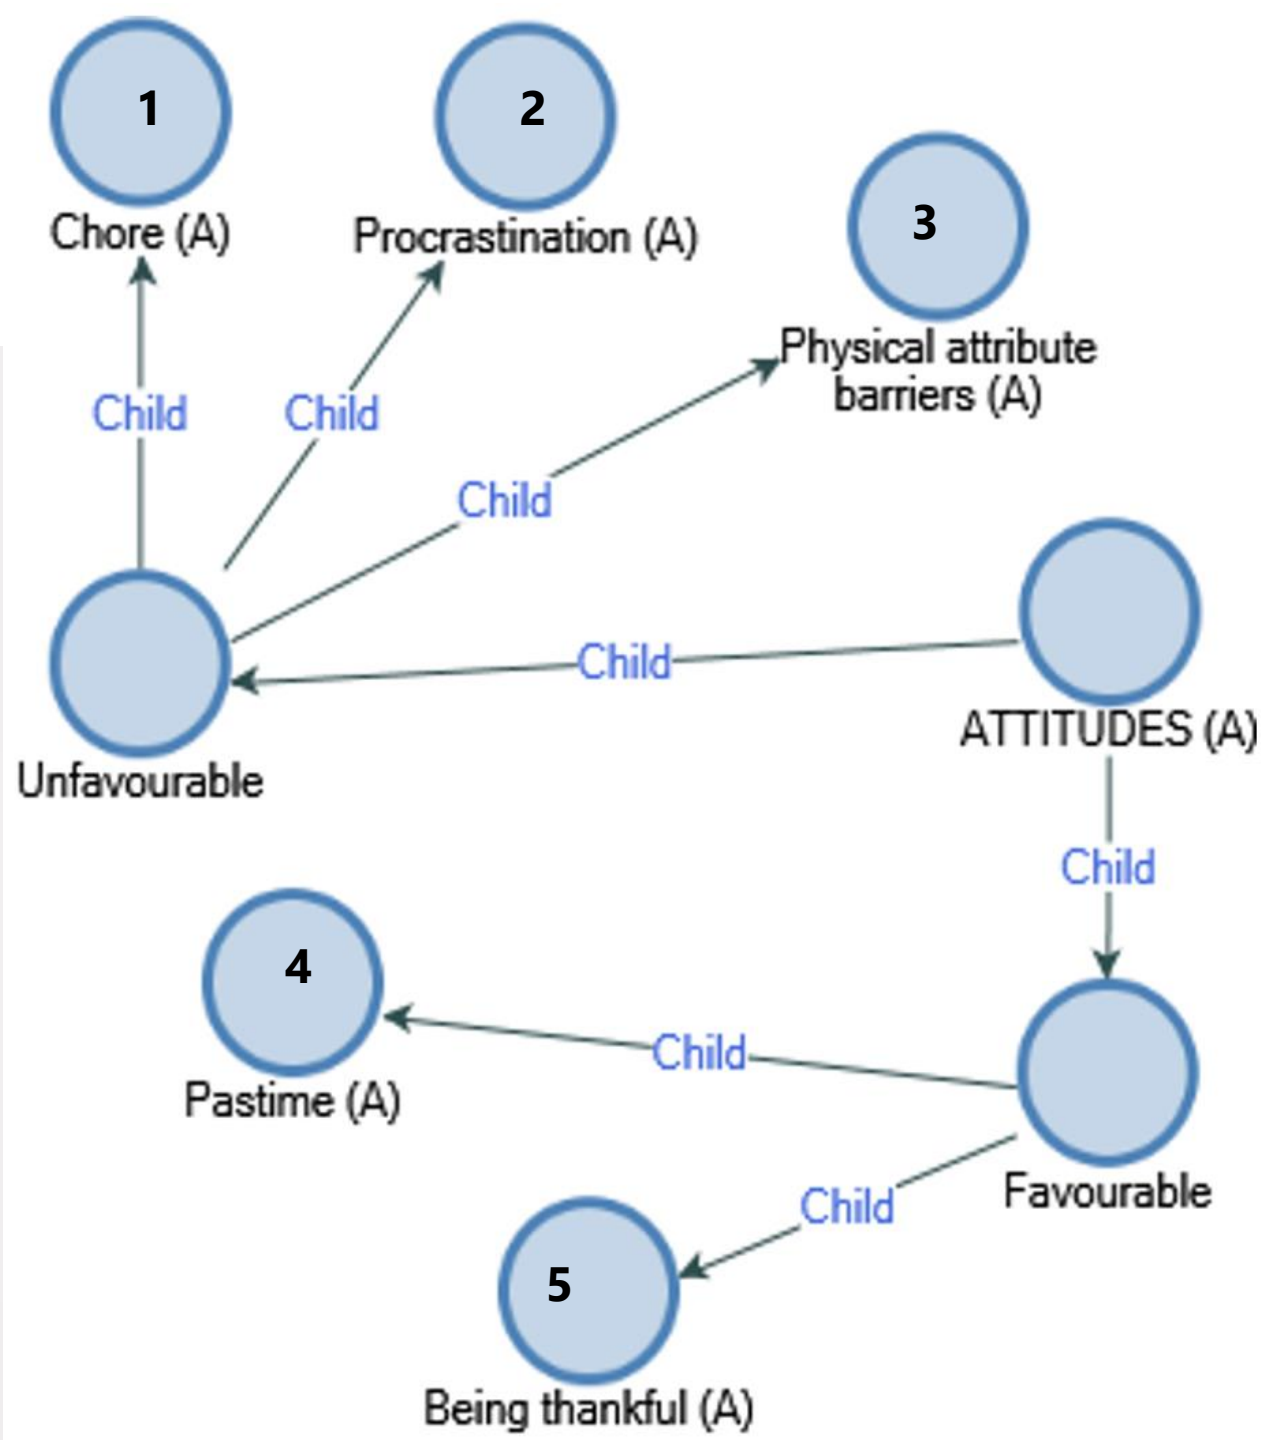 1
2
Chore (A)
Procrastination (A)
3
Physical attribute
barriers (A)
Child
Child
Child
Child
Unfavourable
ATTITUDES (A)
Child
4
Pastime (A)
Child
Favourable
Child
5
Being thankful (A)